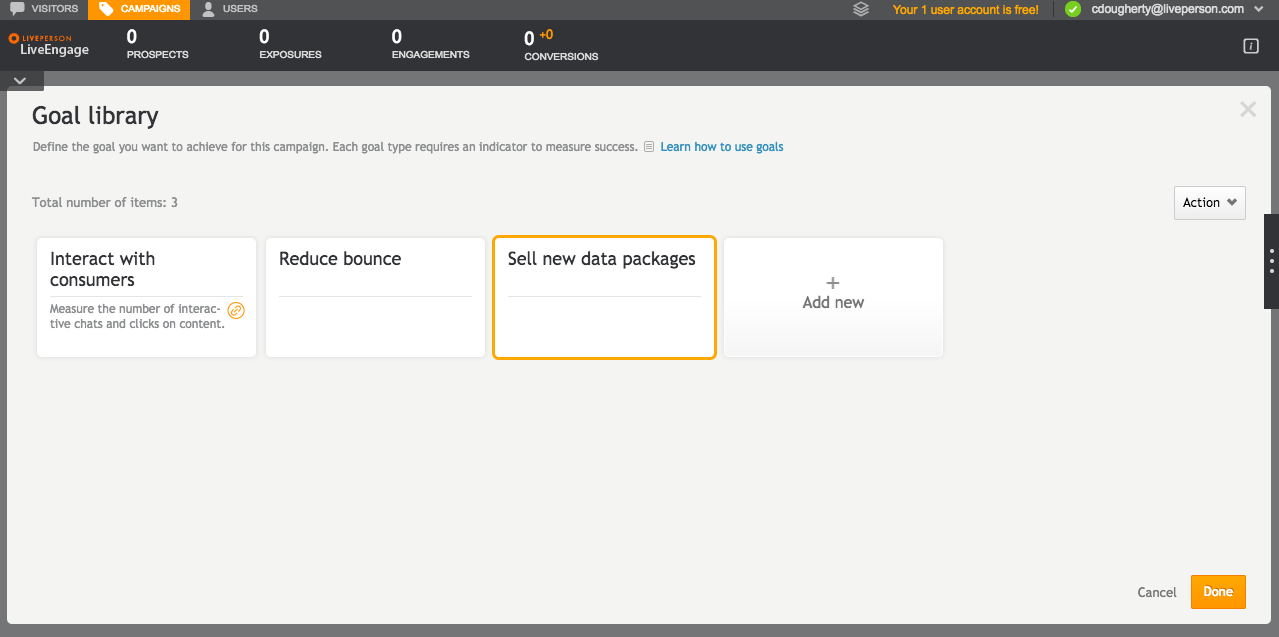 VISITORS
CAMPAIGNS
USERS
Your 1 user account is free!
cdougherty@liveperson.com
LIVEPERSON
LiveEngage
0
PROSPECTS
0
EXPOSURES
0
ENGAGEMENTS
0 +0
CONVERSIONS
i
Goal library
Define the goal you want to achieve for this campaign. Each goal type requires an indicator to measure success. Learn how to use goals
Total number of items: 3
Action
Interact with
consumers
Measure the number of interac-
tive chats and clicks on content.
Reduce bounce
Sell new data packages
+
Add new
Cancel
Done